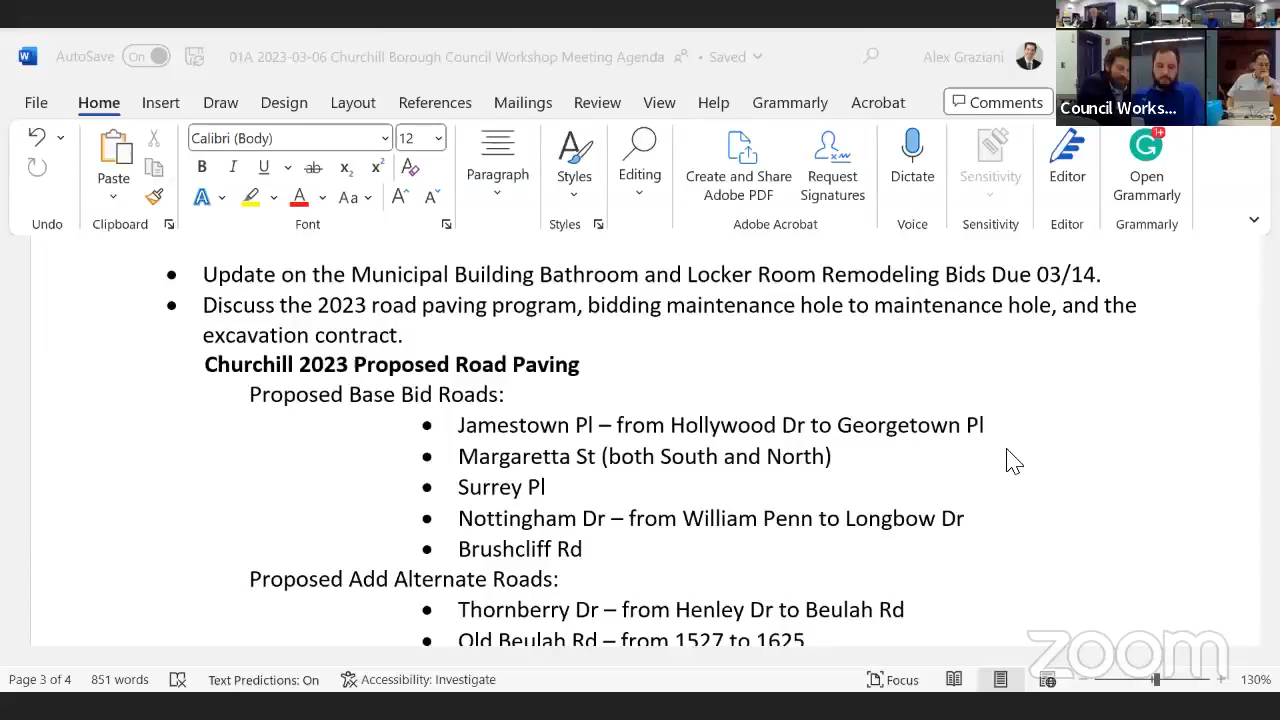 AutoSave On 01A 2023-03-06 Churchill Borough Council Workshop Meeting Agenda • Saved Alex Graziani
File Home Insert Draw Design Layout References Mailings Review View Help Grammarly Acrobat Comments
Council Works...
Calibri (Body) 12
Paste
Paragraph
Styles
Editing
Create and Share
Adobe PDF
Request
Signatures
Dictate
Sensitivity
Editor
Open
Grammarly
Undo Clipboard Font Styles Adobe Acrobat Voice Sensitivity Editor Grammarly
• Update on the Municipal Building Bathroom and Locker Room Remodeling Bids Due 03/14.
• Discuss the 2023 road paving program, bidding maintenance hole to maintenance hole, and the
excavation contract.
Churchill 2023 Proposed Road Paving
Proposed Base Bid Roads:
• Jamestown Pl – from Hollywood Dr to Georgetown Pl
• Margaretta St (both South and North)
• Surrey Pl
• Nottingham Dr – from William Penn to Longbow Dr
• Brushcliff Rd
Proposed Add Alternate Roads:
• Thornberry Dr – from Henley Dr to Beulah Rd
• Old Beulah Rd – from 1527 to 1625
zoom
Page 3 of 4 851 words Text Predictions: On Accessibility: Investigate Focus 130%